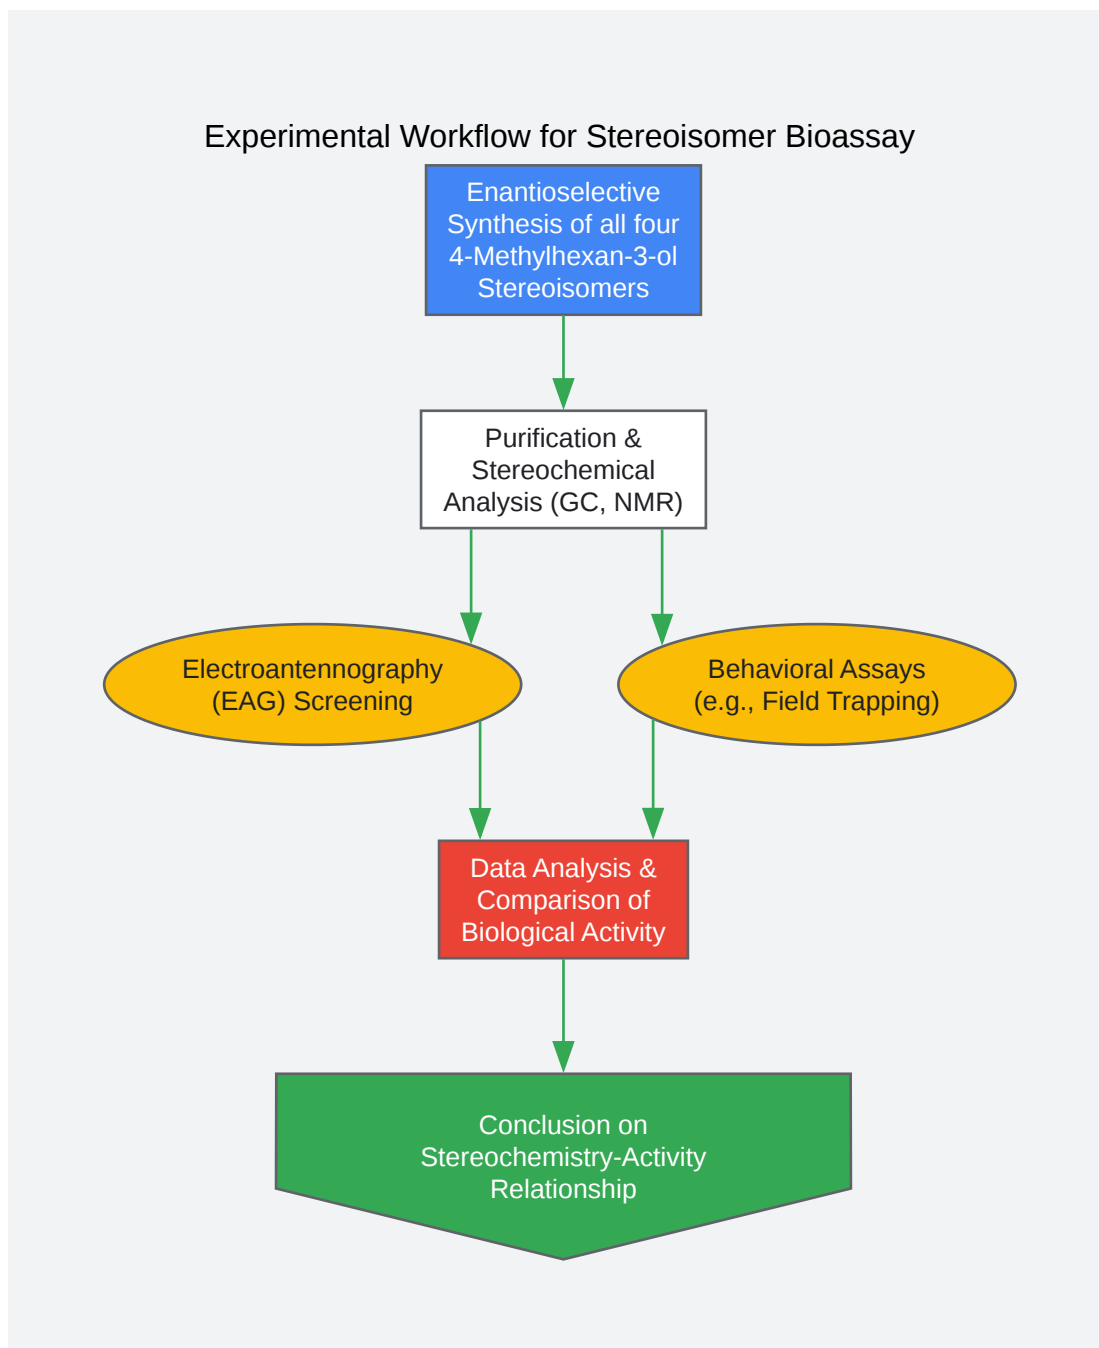 Experimental Workflow for Stereoisomer Bioassay
Enantioselective
Synthesis of all four
4-Methylhexan-3-ol
Stereoisomers
Purification &
Stereochemical
Analysis (GC, NMR)
Electroantennography
(EAG) Screening
Behavioral Assays
(e.g., Field Trapping)
Data Analysis &
Comparison of
Biological Activity
Conclusion on
Stereochemistry-Activity
Relationship